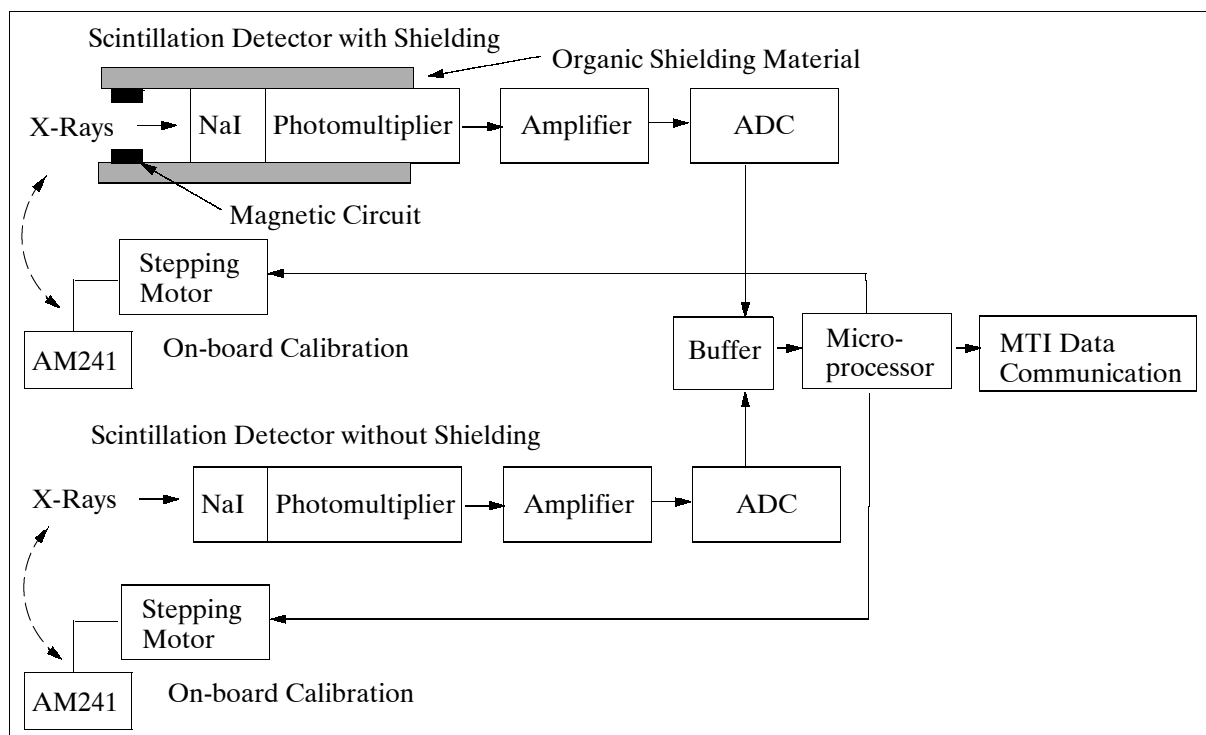 Scintillation Detector with Shielding
Organic Shielding Material
X-Rays
NaI
Photomultiplier
Amplifier
ADC
Magnetic Circuit
Stepping
Motor
AM241
On-board Calibration
Buffer
Micro-
processor
MTI Data
Communication
Scintillation Detector without Shielding
X-Rays
NaI
Photomultiplier
Amplifier
ADC
Stepping
Motor
AM241
On-board Calibration